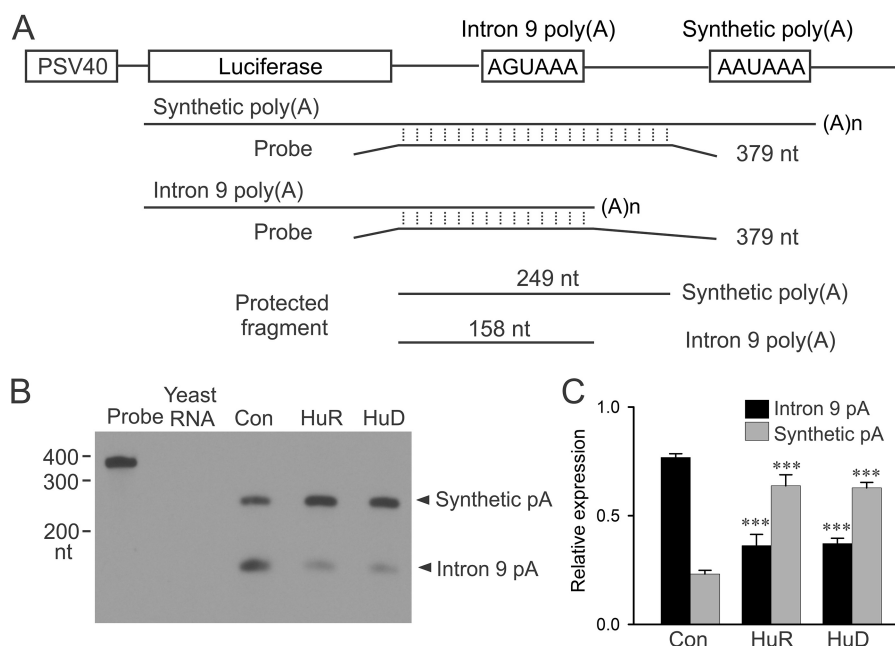 A
Intron 9 poly(A) Synthetic poly(A)
PSV40 Luciferase AGUAAA AAUAAA
Synthetic poly(A)
(A)n
Probe 379 nt
Intron 9 poly(A)
(A)n
Probe 379 nt
249 nt
Protected fragment
Synthetic poly(A)
158 nt
Intron 9 poly(A)
B
Probe Yeast RNA Con HuR HuD
400
300
200
nt
Synthetic pA
Intron 9 pA
C
Intron 9 pA
Synthetic pA
Relative expression
1.0
0.5
0.0
*** *** *** ***
Con HuR HuD